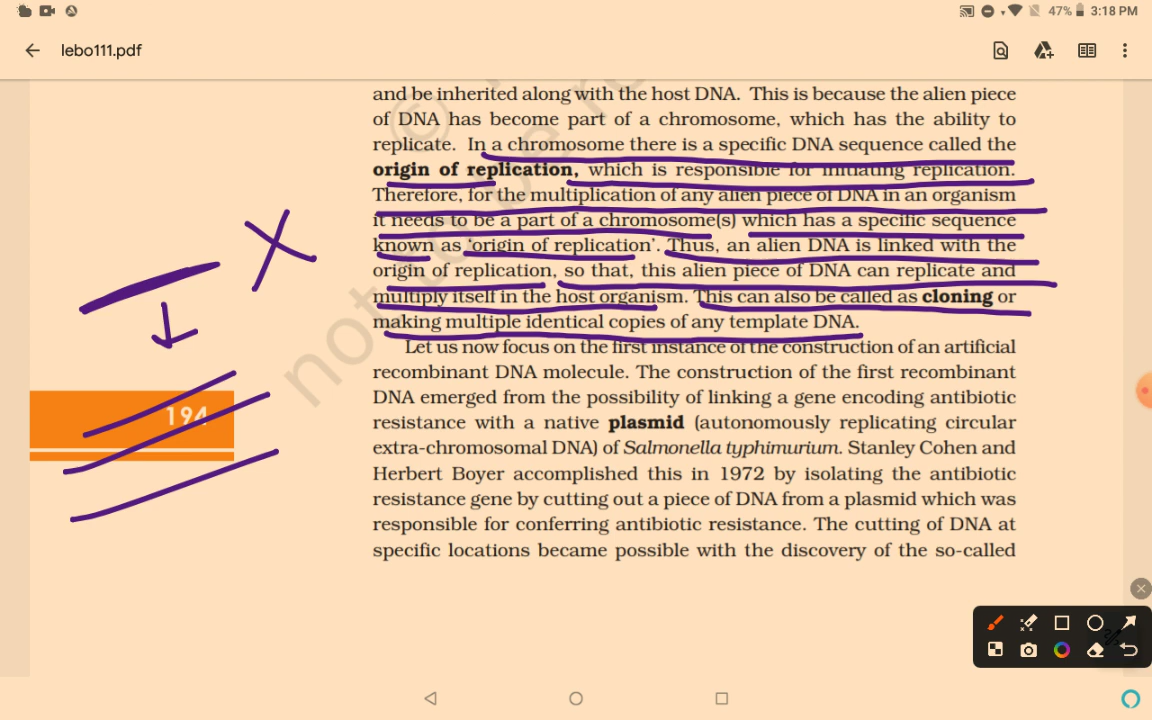 47% 3:18 PM
lebo111.pdf
and be inherited along with the host DNA. This is because the alien piece
of DNA has become part of a chromosome, which has the ability to
replicate. In a chromosome there is a specific DNA sequence called the
origin of replication, which is responsible for initiating replication.
Therefore, for the multiplication of any alien piece of DNA in an organism
it needs to be a part of a chromosome(s) which has a specific sequence
known as 'origin of replication'. Thus, an alien DNA is linked with the
origin of replication, so that, this alien piece of DNA can replicate and
multiply itself in the host organism. This can also be called as cloning or
making multiple identical copies of any template DNA.
Let us now focus on the first instance of the construction of an artificial
recombinant DNA molecule. The construction of the first recombinant
DNA emerged from the possibility of linking a gene encoding antibiotic
194
resistance with a native plasmid (autonomously replicating circular
extra-chromosomal DNA) of Salmonella typhimurium. Stanley Cohen and
Herbert Boyer accomplished this in 1972 by isolating the antibiotic
resistance gene by cutting out a piece of DNA from a plasmid which was
responsible for conferring antibiotic resistance. The cutting of DNA at
specific locations became possible with the discovery of the so-called
©
not be re